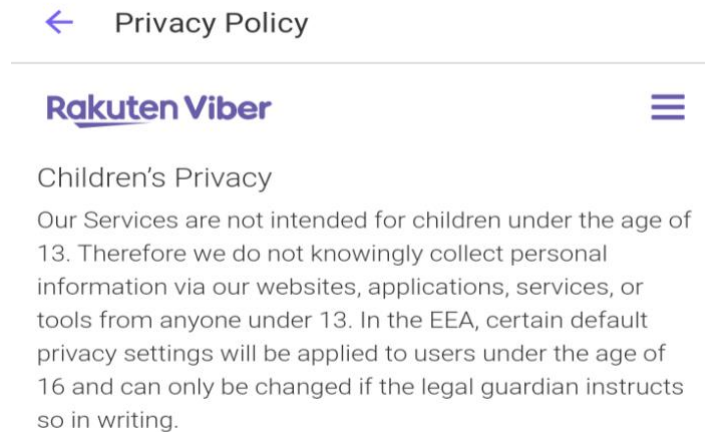 Privacy Policy
Rakuten Viber
Children's Privacy
Our Services are not intended for children under the age of
13. Therefore we do not knowingly collect personal
information via our websites, applications, services, or
tools from anyone under 13. In the EEA, certain default
privacy settings will be applied to users under the age of
16 and can only be changed if the legal guardian instructs
so in writing.